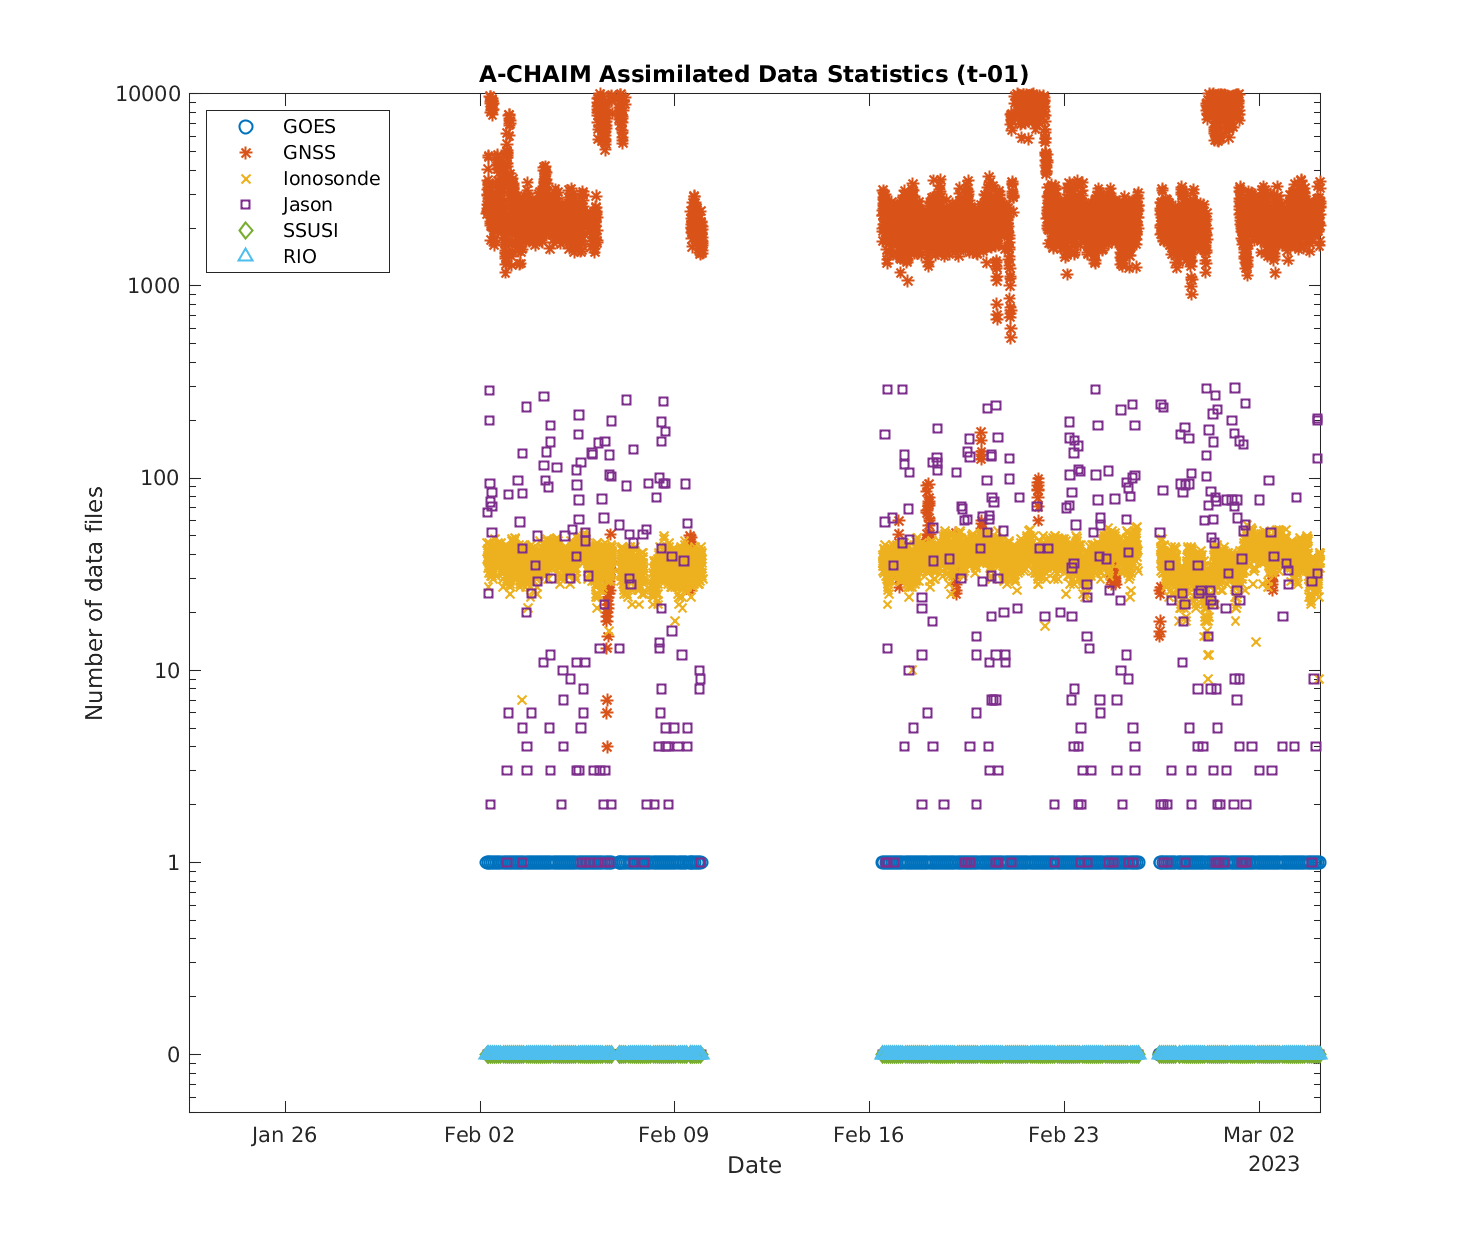 A-CHAIM Assimilated Data Statistics (t-01)
10000
1000
100
10
1
0
Number of data files
GOES
GNSS
Ionosonde
Jason
SSUSI
RIO
Jan 26
Feb 02
Feb 09
Feb 16
Feb 23
Mar 02
Date
2023